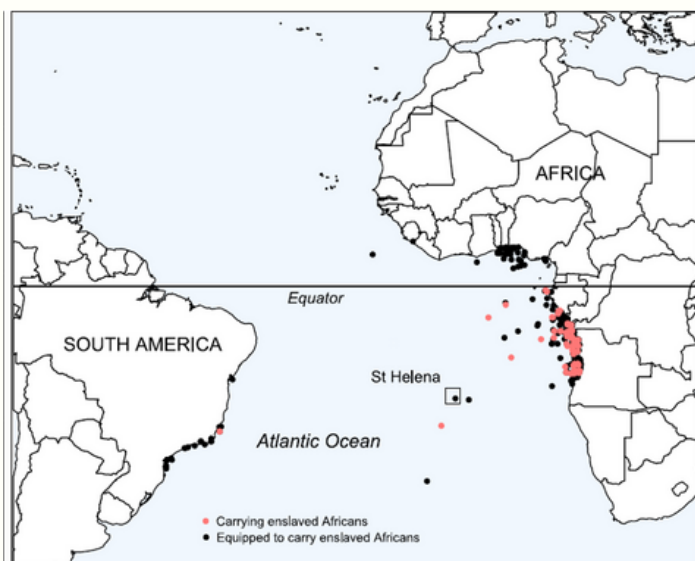 AFRICA
Equator
SOUTH AMERICA
St Helena
Atlantic Ocean
Carrying enslaved Africans
Equipped to carry enslaved Africans